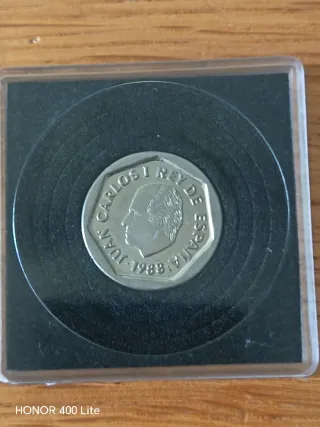 JUAN CARLOS I REY DE ESPAÑA
·1988·
HONOR 400 Lite